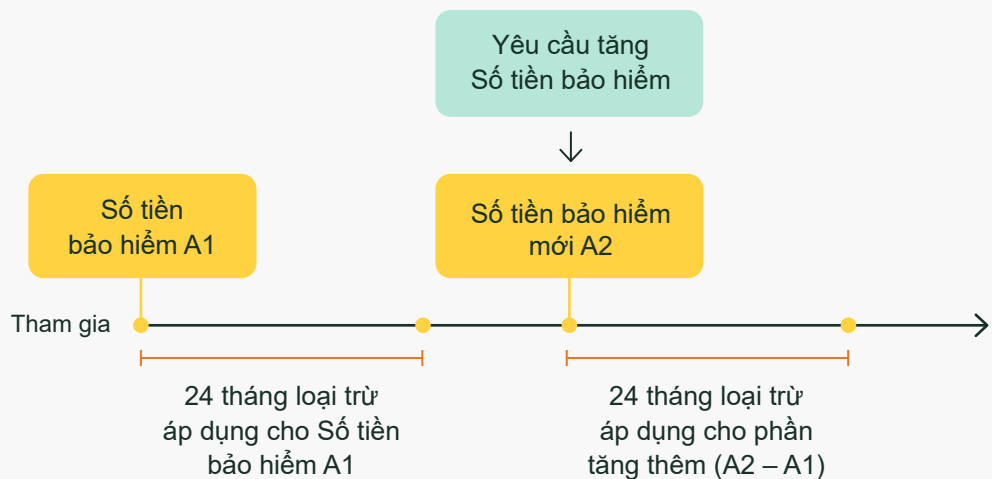 Yêu cầu tăng
Số tiền bảo hiểm
Số tiền
bảo hiểm A1
Số tiền bảo hiểm
mới A2
Tham gia
24 tháng loại trừ
áp dụng cho Số tiền
bảo hiểm A1
24 tháng loại trừ
áp dụng cho phần
tăng thêm (A2 – A1)